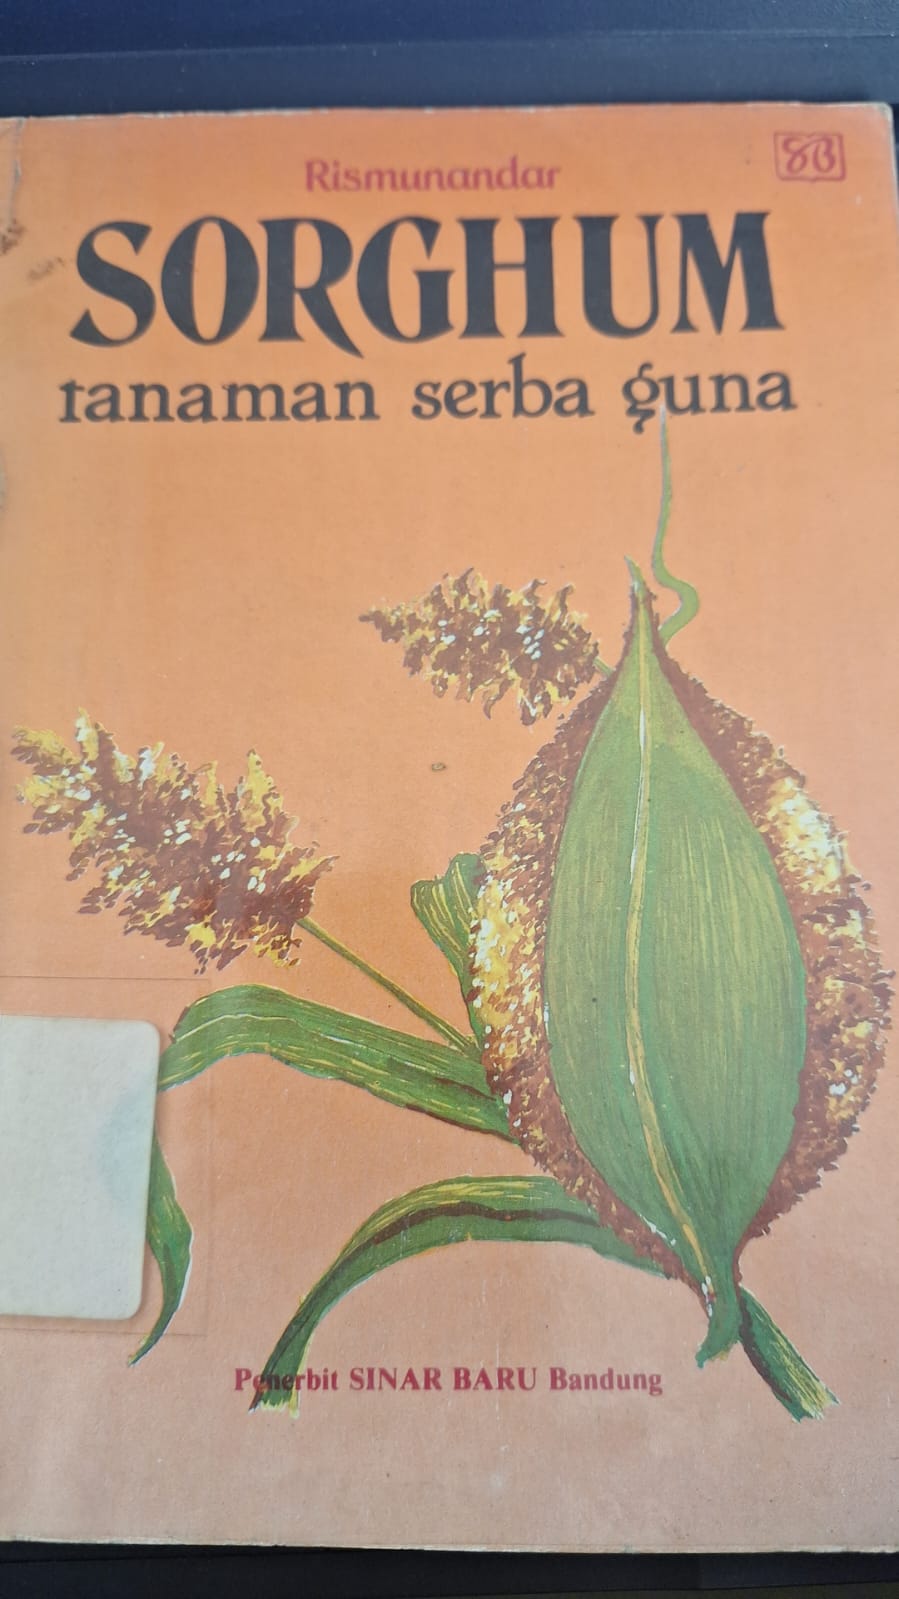 Rismunandar
SB
SORGHUM
tanaman serba guna
Penerbit SINAR BARU Bandung